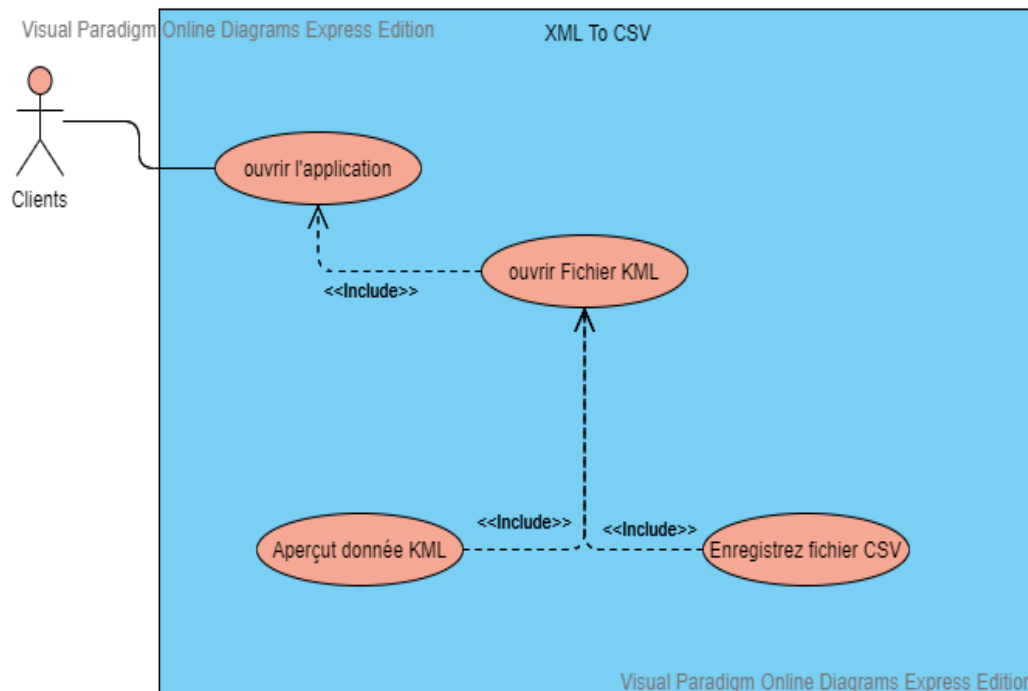 Visual Paradigm Online Diagrams Express Edition
XML To CSV
Clients
ouvrir l'application
ouvrir Fichier KML
<<Include>>
<<Include>>
<<Include>>
Aperçut donnée KML
Enregistrez fichier CSV
Visual Paradigm Online Diagrams Express Edition